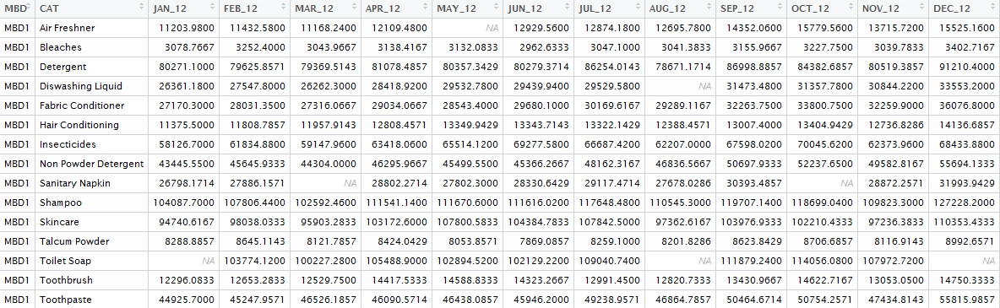 MBD CAT JAN_12 FEB_12 MAR_12 APR_12 MAY_12 JUN_12 JUL_12 AUG_12 SEP_12 OCT_12 NOV_12 DEC_12
MBD1 Air Freshner 11203.9800 11432.5800 11168.2400 12109.4800 NA 12929.5600 12874.1800 12695.7800 14352.0600 15779.5600 13715.7200 15525.1600
MBD1 Bleaches 3078.7667 3252.4000 3043.9667 3138.4167 3132.0833 2962.6333 3047.1000 3041.3833 3155.9667 3227.7500 3039.7833 3402.7167
MBD1 Detergent 80271.1000 79625.8571 79369.5143 81078.4857 80357.3429 80279.3714 86254.0143 78671.1714 86998.8857 84382.6857 80519.3857 91210.4000
MBD1 Diswashing Liquid 26361.1800 27547.8000 26262.3000 28418.9200 29532.7800 29439.9400 29529.5800 NA 31473.4800 31357.7800 30844.2200 33553.2000
MBD1 Fabric Conditioner 27170.3000 28031.3500 27316.0667 29034.0667 28543.4000 29680.1000 30169.6167 29289.1167 32263.7500 33800.7500 32259.9000 36076.8000
MBD1 Hair Conditioning 11375.5000 11808.7857 11957.9143 12808.4571 13349.9429 13343.7143 13322.1429 12388.4571 13007.4000 13404.9429 12736.8286 14136.6857
MBD1 Insecticides 58126.7000 61834.8800 59147.9600 63418.0600 65514.1200 69277.5800 66687.4200 62207.0000 67598.0200 70045.6200 62373.9600 68433.8800
MBD1 Non Powder Detergent 43445.5500 45645.9333 44304.0000 46295.9667 45499.5500 45366.2667 48162.3167 46836.5667 50697.9333 52237.6500 49582.8167 55694.1333
MBD1 Sanitary Napkin 26798.1714 27886.1571 NA 28802.2714 27802.3000 28330.6429 29117.4714 27678.0286 30393.4857 NA 28872.2571 31993.9429
MBD1 Shampoo 104087.7000 107806.4400 102592.4600 111541.1400 111670.6000 111616.0200 117648.4800 110545.3000 119707.1400 118699.0400 109823.3000 127228.2000
MBD1 Skincare 94740.6167 98038.0333 95903.2833 103172.6000 107800.5833 104384.7833 107842.5000 97362.6167 103976.9333 102210.4333 97236.3833 110353.4333
MBD1 Talcum Powder 8288.8857 8645.1143 8121.7857 8424.0429 8053.8571 7869.0857 8259.1000 8201.8286 8623.8429 8706.6857 8116.9143 8992.6571
MBD1 Toilet Soap NA 103774.1200 100227.2800 105488.9000 102894.5200 102129.2200 109040.7400 NA 111879.2400 114056.0800 107972.7200 NA
MBD1 Toothbrush 12296.0833 12653.2833 12529.7500 14417.5333 14588.8333 14323.2667 12991.4500 12820.7333 13430.9667 14622.7167 13053.0500 14750.3333
MBD1 Toothpaste 44925.7000 45247.9571 46526.1857 46090.5714 46438.0857 45946.2000 49238.9571 46864.7857 50464.6714 50754.2571 47434.8143 55815.9857